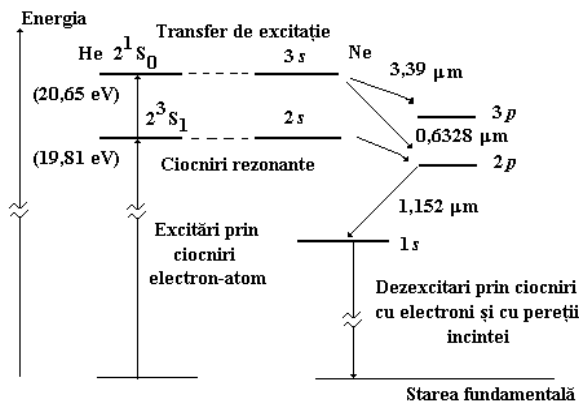 Energia
Transfer de excitație
He 2¹S₀
3s
Ne
3,39 µm
(20,65 eV)
3p
2³S₁
2s
0,6328 µm
(19,81 eV)
Ciocniri rezonante
2p
1,152 µm
Excitări prin
ciocniri
electron-atom
1s
Dezexcitari prin ciocniri
cu electroni și cu pereții
incintei
Starea fundamentală